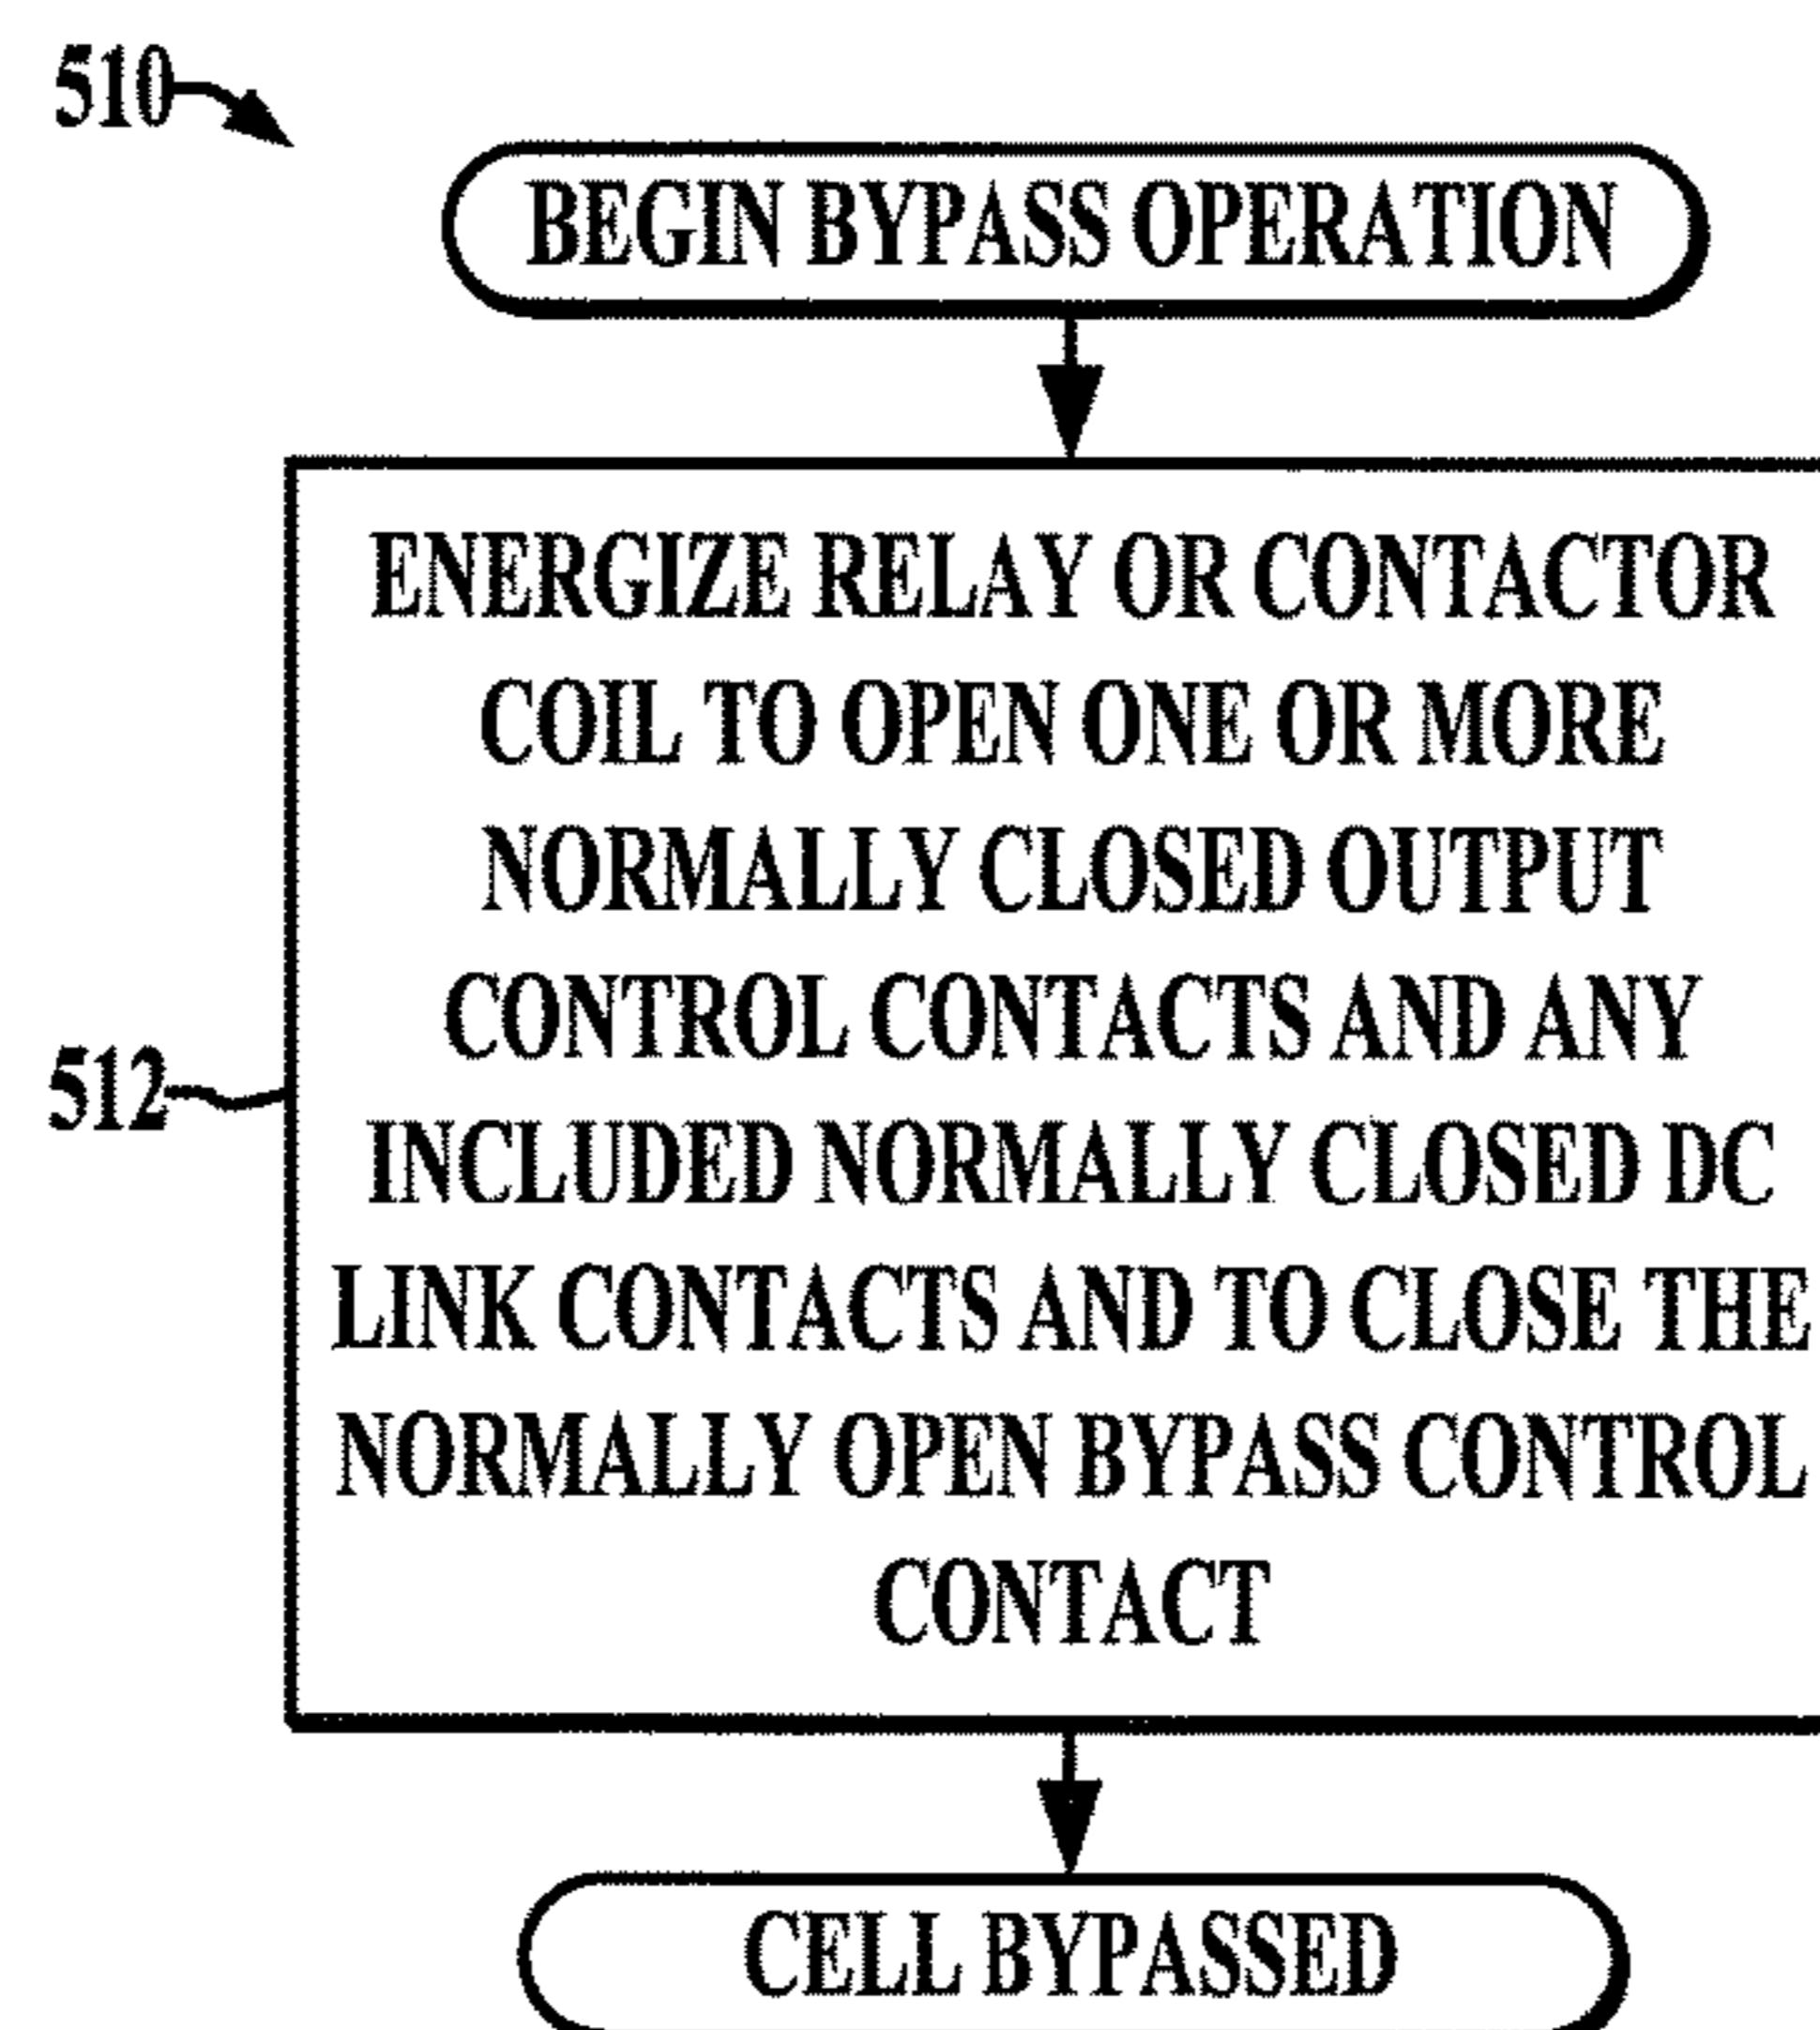 510
BEGIN BYPASS OPERATION
ENERGIZE RELAY OR CONTACTOR
COIL TO OPEN ONE OR MORE
NORMALLY CLOSED OUTPUT
CONTROL CONTACTS AND ANY
512
INCLUDED NORMALLY CLOSED DC
LINK CONTACTS AND TO CLOSE THE
NORMALLY OPEN BYPASS CONTROL
CONTACT
CELL BYPASSED